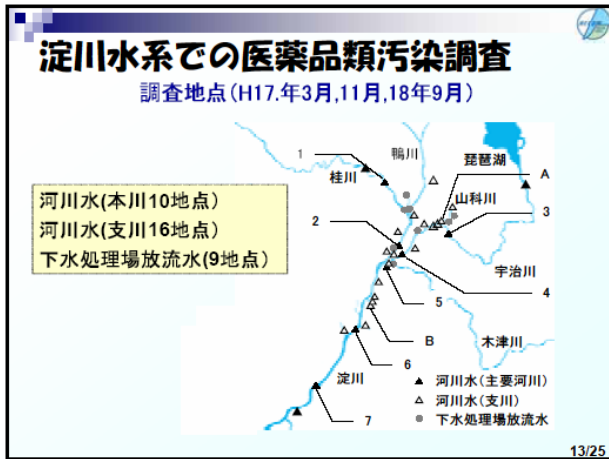 淀川水系での医薬品類汚染調査
調査地点(H17.年3月,11月,18年9月)
河川水(本川10地点)
河川水(支川16地点)
下水処理場放流水(9地点)
1
鴨川
桂川
琵琶湖
A
山科川
2
3
宇治川
4
5
B
木津川
6
淀川
7
▲ 河川水(主要河川)
△ 河川水(支川)
● 下水処理場放流水
13/25